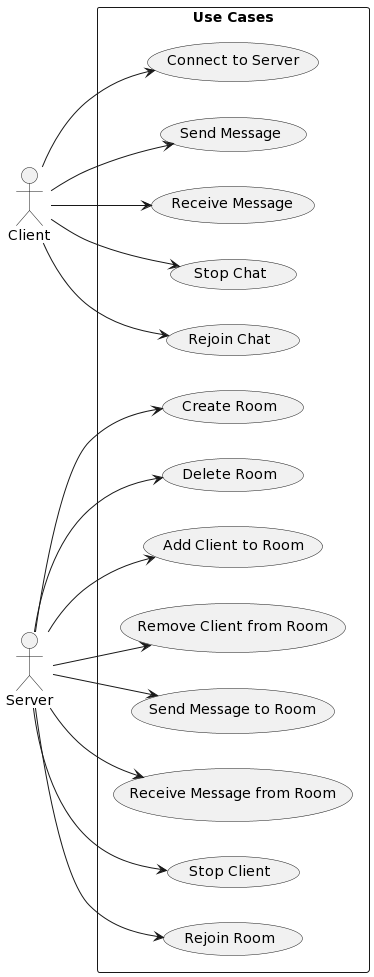 Use Cases
Connect to Server
Send Message
Receive Message
Client
Stop Chat
Rejoin Chat
Create Room
Delete Room
Add Client to Room
Remove Client from Room
Server
Send Message to Room
Receive Message from Room
Stop Client
Rejoin Room